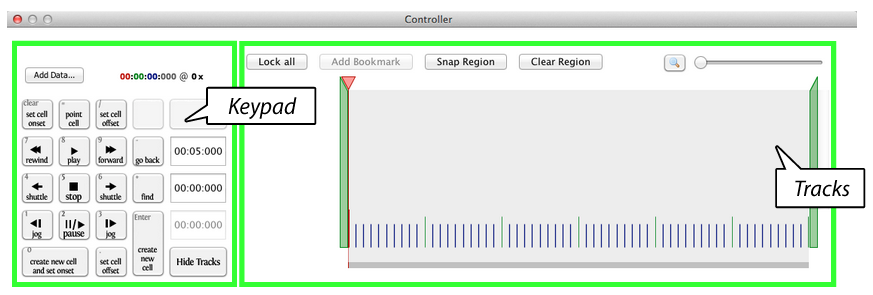 Controller
Add Data...
00:00:00:000 @ 0 x
Lock all
Add Bookmark
Snap Region
Clear Region
Keypad
clear
set cell
onset
=
point
cell
/
set cell
offset
7
rewind
8
play
9
forward
-
go back
00:05:000
4
shuttle
5
stop
6
shuttle
+
find
00:00:000
1
jog
2
pause
3
jog
Enter
create
new
cell
00:00:000
0
create new cell
and set onset
.
set cell
offset
Hide Tracks
Tracks